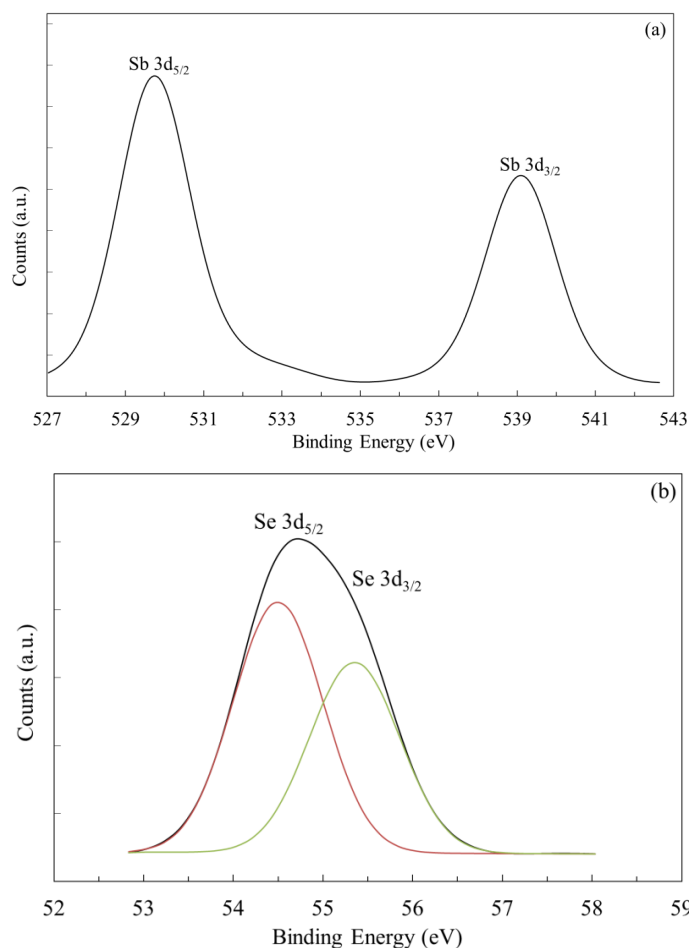 (a)
Sb 3d5/2
Sb 3d3/2
Counts (a.u.)
527 529 531 533 535 537 539 541 543
Binding Energy (eV)
(b)
Se 3d5/2
Se 3d3/2
Counts (a.u.)
52 53 54 55 56 57 58 59
Binding Energy (eV)